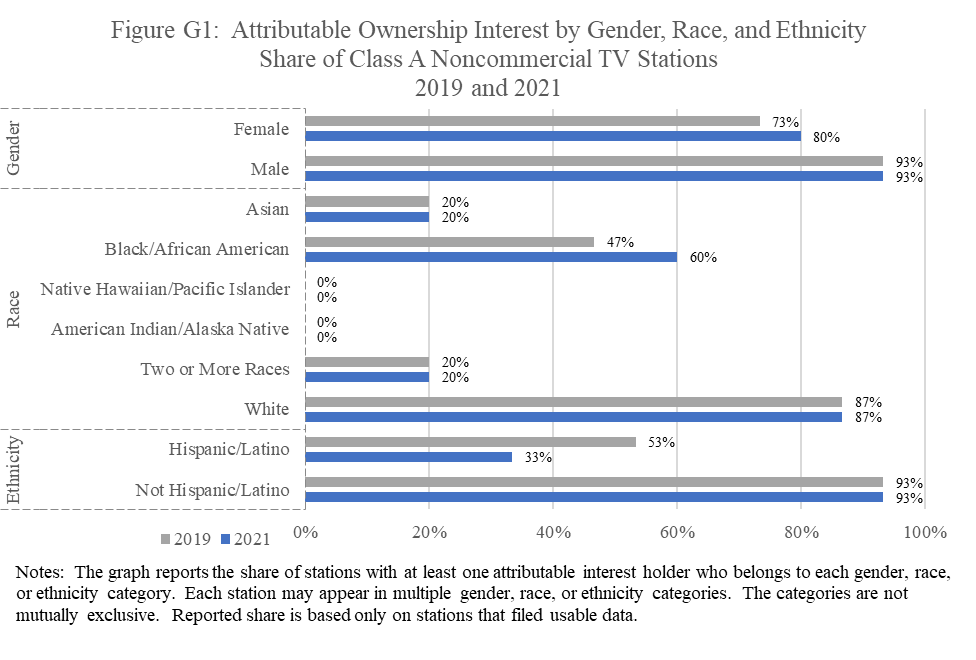 Figure G1:  Attributable Ownership Interest by Gender, Race, and Ethnicity
Share of Class A Noncommercial TV Stations
2019 and 2021
Gender
Female
73%
80%
Male
93%
93%
Race
Asian
20%
20%
Black/African American
47%
60%
Native Hawaiian/Pacific Islander
0%
0%
American Indian/Alaska Native
0%
0%
Two or More Races
20%
20%
White
87%
87%
Ethnicity
Hispanic/Latino
53%
33%
Not Hispanic/Latino
93%
93%
0% 20% 40% 60% 80% 100%
2019 2021
Notes:  The graph reports the share of stations with at least one attributable interest holder who belongs to each gender, race,
or ethnicity category.  Each station may appear in multiple gender, race, or ethnicity categories.  The categories are not
mutually exclusive.  Reported share is based only on stations that filed usable data.